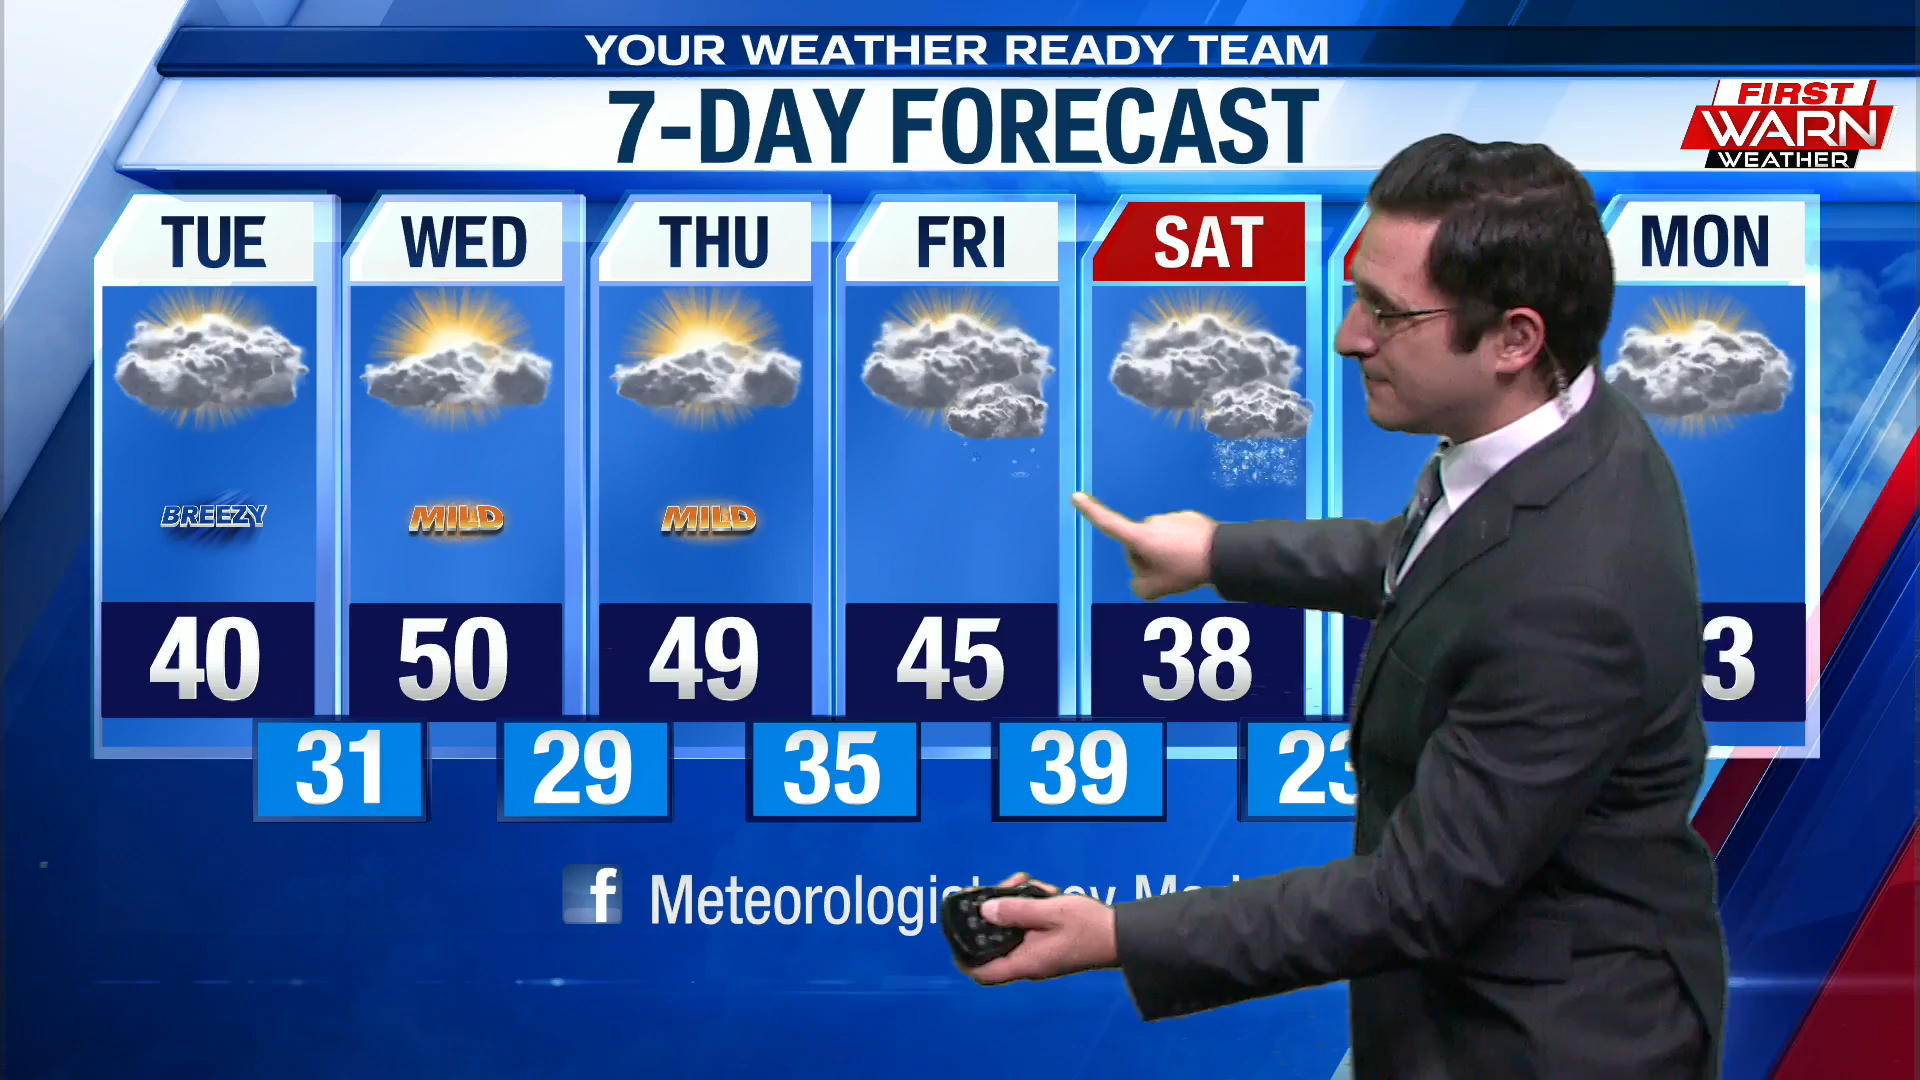 YOUR WEATHER READY TEAM
7-DAY FORECAST
FIRST
WARN
WEATHER
TUE WED THU FRI SAT MON
BREEZY MILD MILD
40 50 49 45 38
31 29 35 39
f Meteorologist